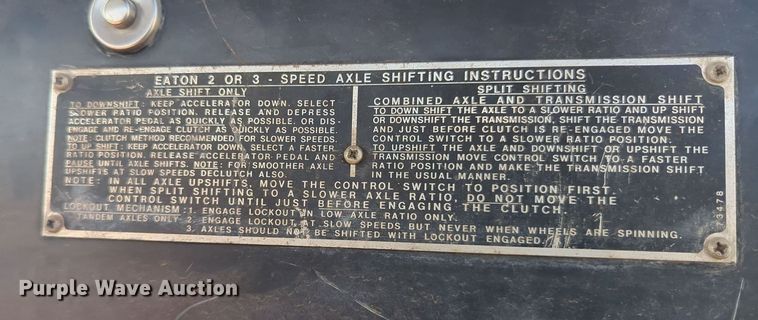 EATON 2 OR 3 - SPEED AXLE SHIFTING INSTRUCTIONS
AXLE SHIFT ONLY
TO DOWNSHIFT: KEEP ACCELERATOR DOWN. SELECT
SLOWER RATIO POSITION. RELEASE AND DEPRESS
ACCELERATOR PEDAL AS QUICKLY AS POSSIBLE. OR DIS-
ENGAGE AND RE-ENGAGE CLUTCH AS QUICKLY AS POSSIBLE.
NOTE: CLUTCH METHOD RECOMMENDED FOR SLOWER SPEEDS
TO UP SHIFT: KEEP ACCELERATOR DOWN. SELECT A FASTER
RATIO POSITION. RELEASE ACCELERATOR PEDAL AND
PAUSE UNTIL AXLE SHIFTS. NOTE: FOR SMOOTHER AXLE
UPSHIFTS AT SLOW SPEEDS DECLUTCH ALSO.
SPLIT SHIFTING
COMBINED AXLE AND TRANSMISSION SHIFT
TO DOWN SHIFT THE AXLE TO A SLOWER RATIO AND UP SHIFT
OR DOWNSHIFT THE TRANSMISSION, SHIFT THE TRANSMISSION
AND JUST BEFORE CLUTCH IS RE-ENGAGED MOVE THE
CONTROL SWITCH TO A SLOWER RATIO POSITION.
TO UPSHIFT THE AXLE AND DOWNSHIFT OR UPSHIFT THE
TRANSMISSION MOVE CONTROL SWITCH TO A FASTER
RATIO POSITION AND MAKE THE TRANSMISSION SHIFT
IN THE USUAL MANNER.
NOTE: IN ALL AXLE UPSHIFTS, MOVE THE CONTROL SWITCH TO POSITION FIRST.
WHEN SPLIT SHIFTING TO A SLOWER AXLE RATIO, DO NOT MOVE THE
CONTROL SWITCH UNTIL JUST BEFORE ENGAGING THE CLUTCH.
LOCKOUT MECHANISM: 1. ENGAGE LOCKOUT IN LOW AXLE RATIO ONLY.
TANDEM AXLES ONLY 2. ENGAGE LOCKOUT AT SLOW SPEEDS BUT NEVER WHEN WHEELS ARE SPINNING.
3. AXLES SHOULD NOT BE SHIFTED WITH LOCKOUT ENGAGED.
Purple Wave Auction